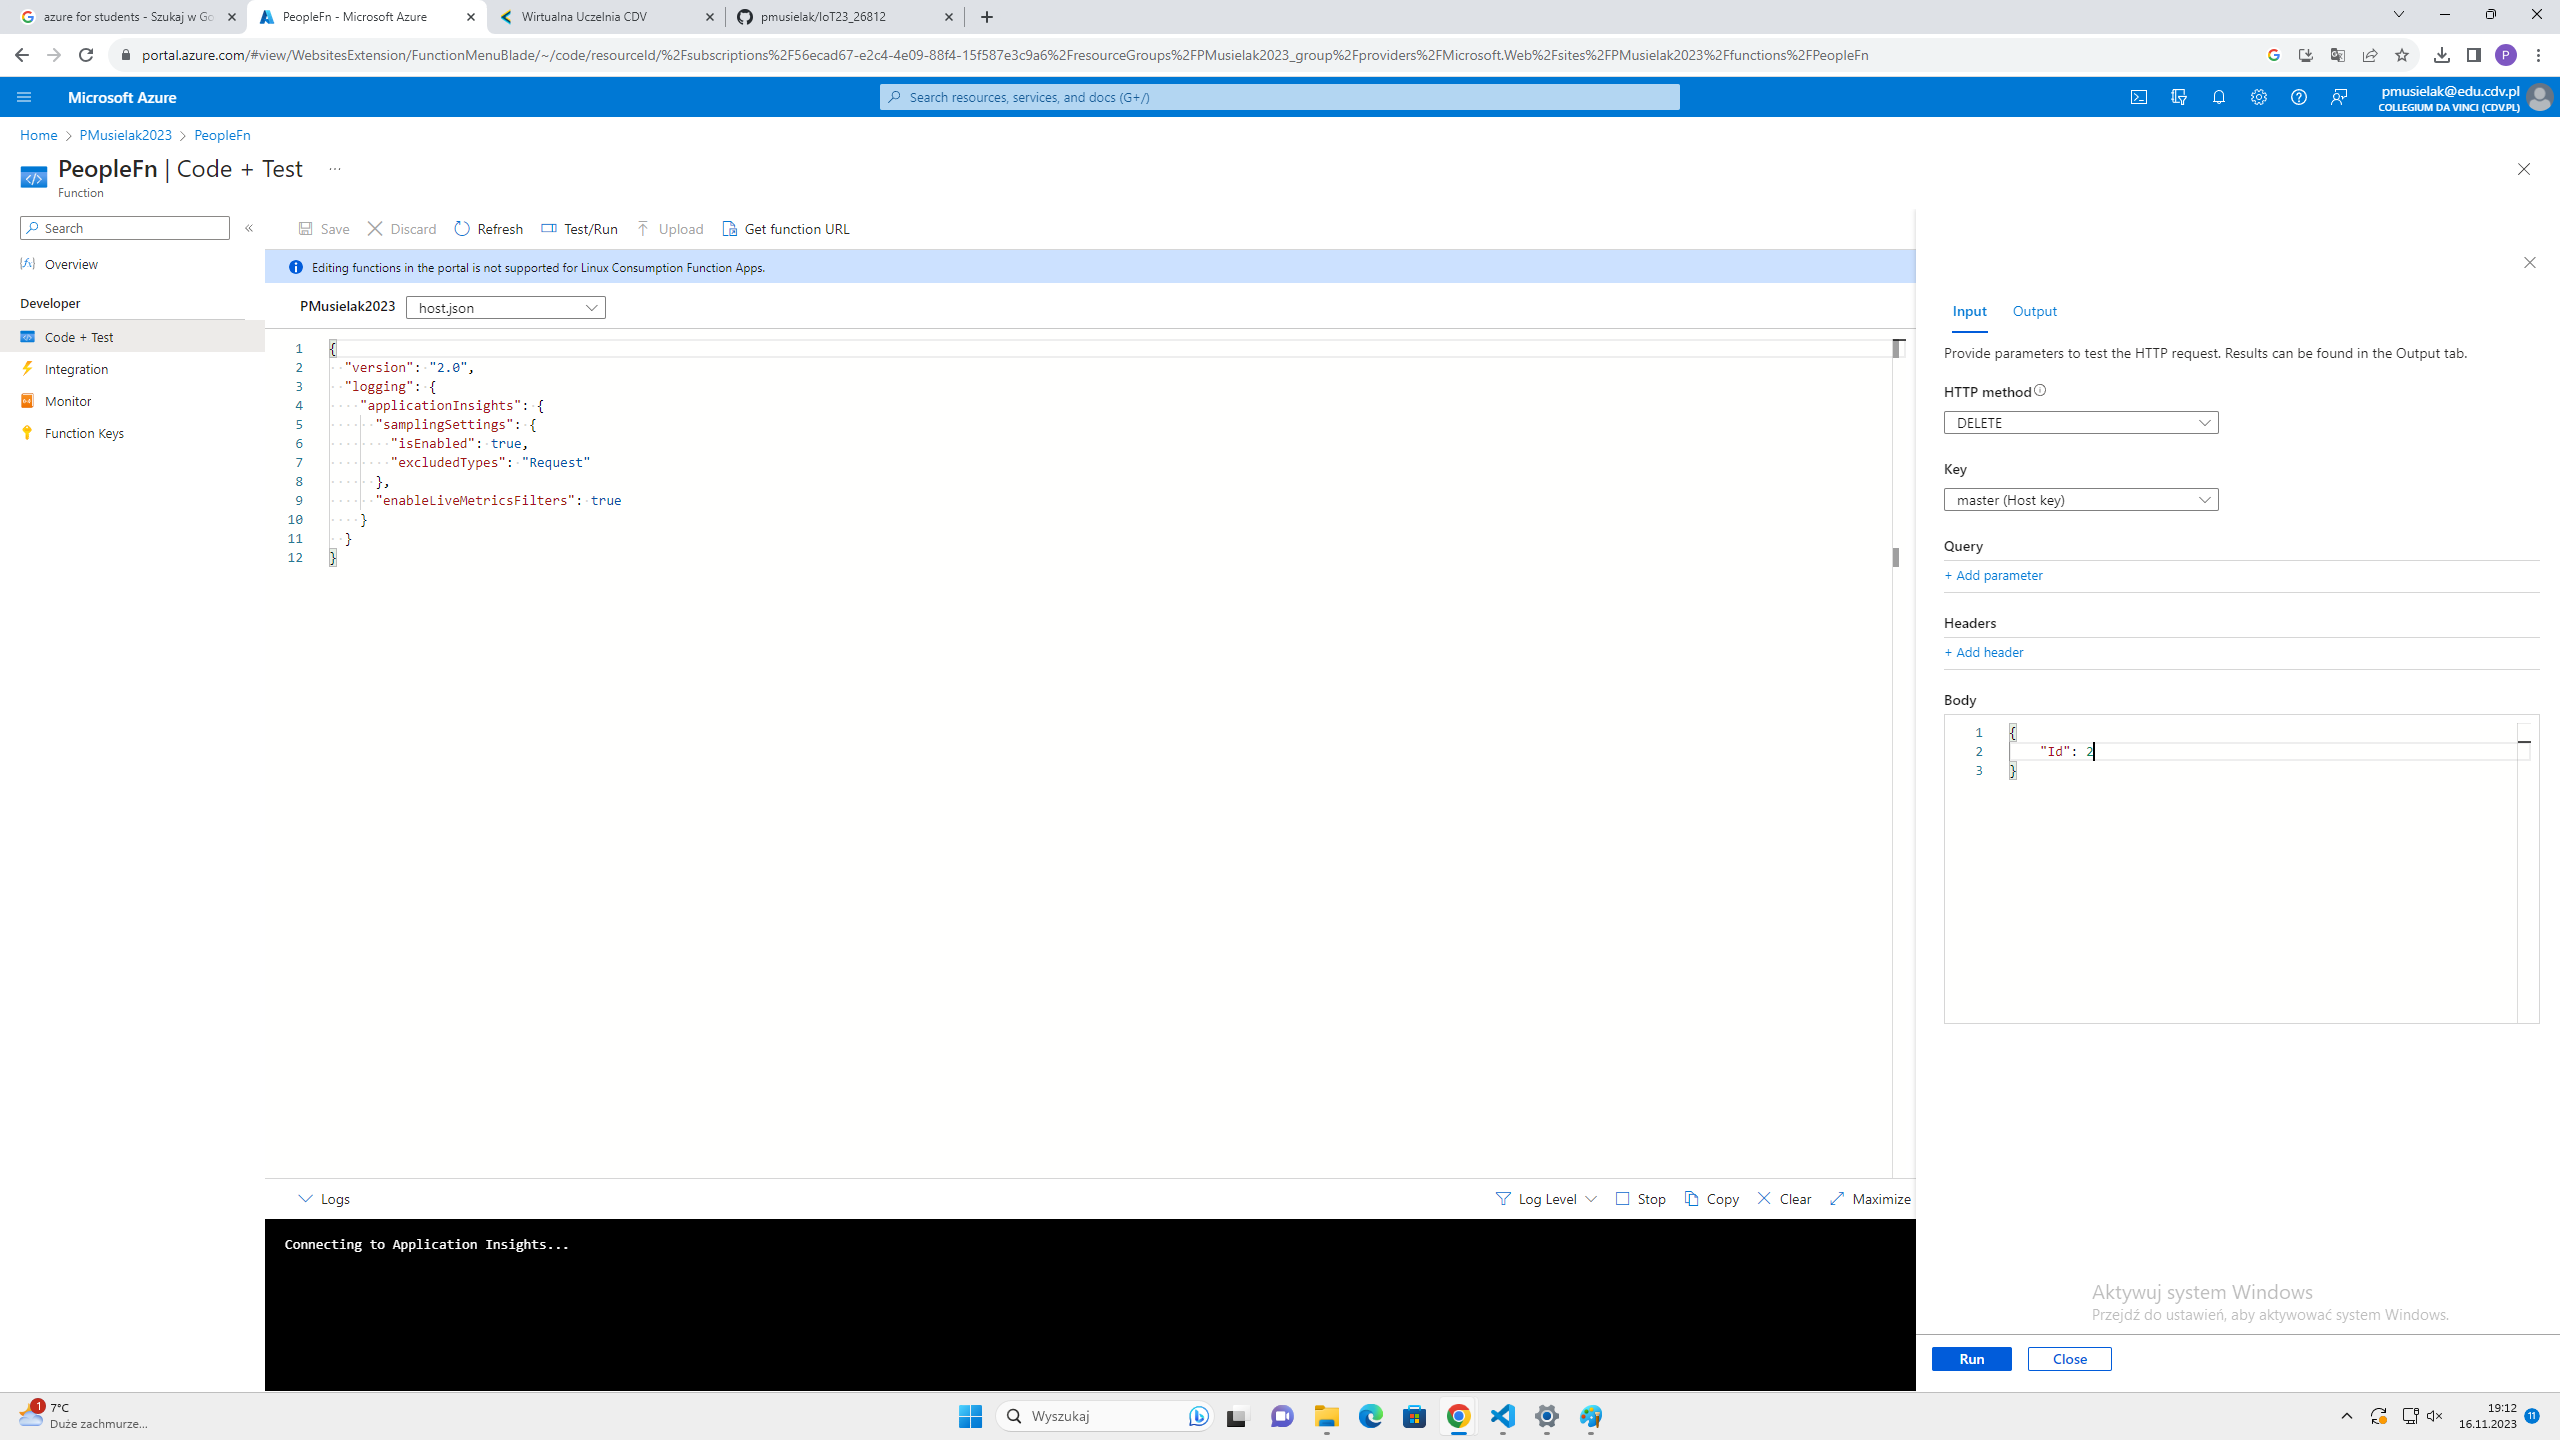 azure for students - Szukaj w Go
PeopleFn - Microsoft Azure
Wirtualna Uczelnia CDV
pmusielak/IoT23_26812
portal.azure.com/#view/WebsitesExtension/FunctionMenuBlade/~/code/resourceId/%2Fsubscriptions%2F56ecad67-e2c4-4e09-88f4-15f587e3c9a6%2FresourceGroups%2FPMusielak2023_group%2Fproviders%2FMicrosoft.Web%2Fsites%2FPMusielak2023%2Ffunctions%2FPeopleFn
P
Microsoft Azure
Search resources, services, and docs (G+/)
pmusielak@edu.cdv.pl
COLLEGIUM DA VINCI (CDV.PL)
Home > PMusielak2023 > PeopleFn
PeopleFn | Code + Test ...
Function
Search
Overview
Developer
Code + Test
Integration
Monitor
Function Keys
Save Discard Refresh Test/Run Upload Get function URL
Editing functions in the portal is not supported for Linux Consumption Function Apps.
PMusielak2023 host.json
1 {
2 "version": "2.0",
3 "logging": {
4 "applicationInsights": {
5 "samplingSettings": {
6 "isEnabled": true,
7 "excludedTypes": "Request"
8 },
9 "enableLiveMetricsFilters": true
10 }
11 }
12 }
Logs
Log Level Stop Copy Clear Maximize
Connecting to Application Insights...
Input Output
Provide parameters to test the HTTP request. Results can be found in the Output tab.
HTTP method
DELETE
Key
master (Host key)
Query
+ Add parameter
Headers
+ Add header
Body
1 {
2 "Id": 2
3 }
Aktywuj system Windows
Przejdź do ustawień, aby aktywować system Windows.
Run Close
1
7°C
Duże zachmurze...
Wyszukaj
19:12
16.11.2023
11